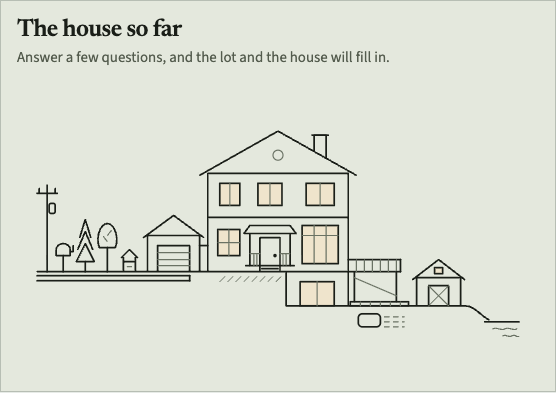 The house so far
Answer a few questions, and the lot and the house will fill in.